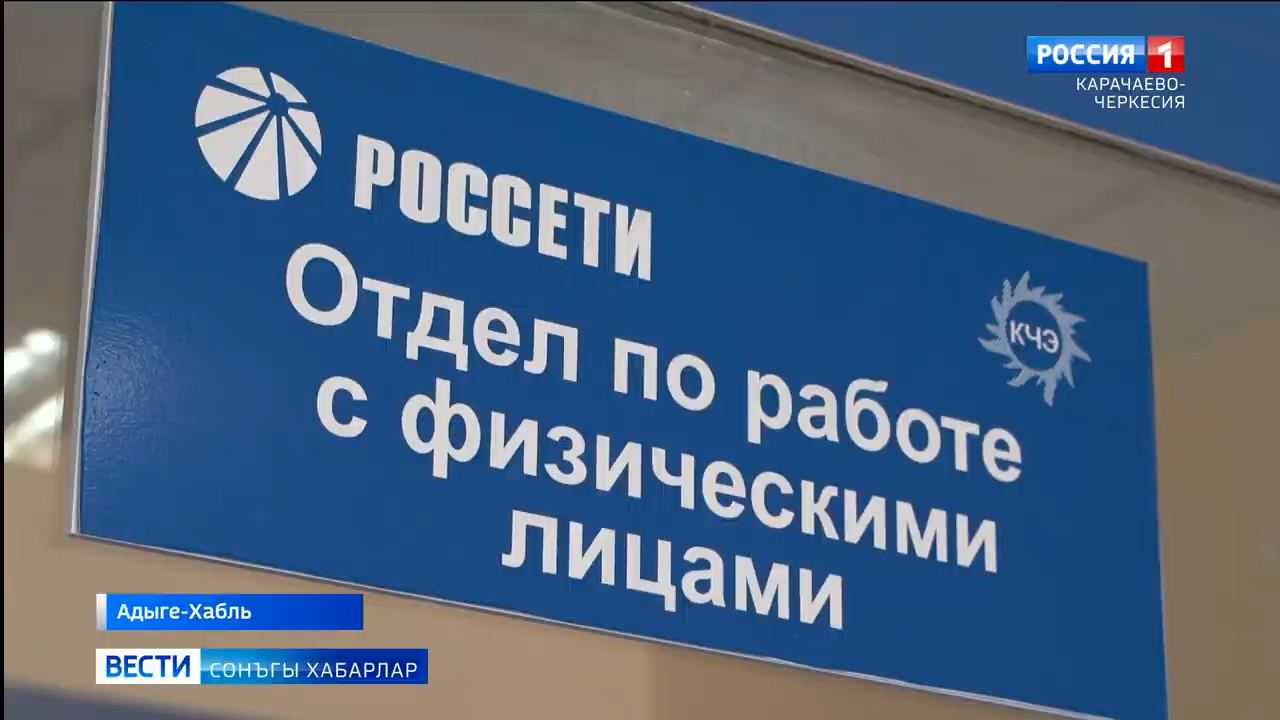 РОССИЯ 1
КАРАЧАЕВО-
ЧЕРКЕСИЯ
РОССЕТИ
КЧЭ
Отдел по работе
с физическими
лицами
Адыге-Хабль
ВЕСТИ СОНЪГЫ ХАБАРЛАР